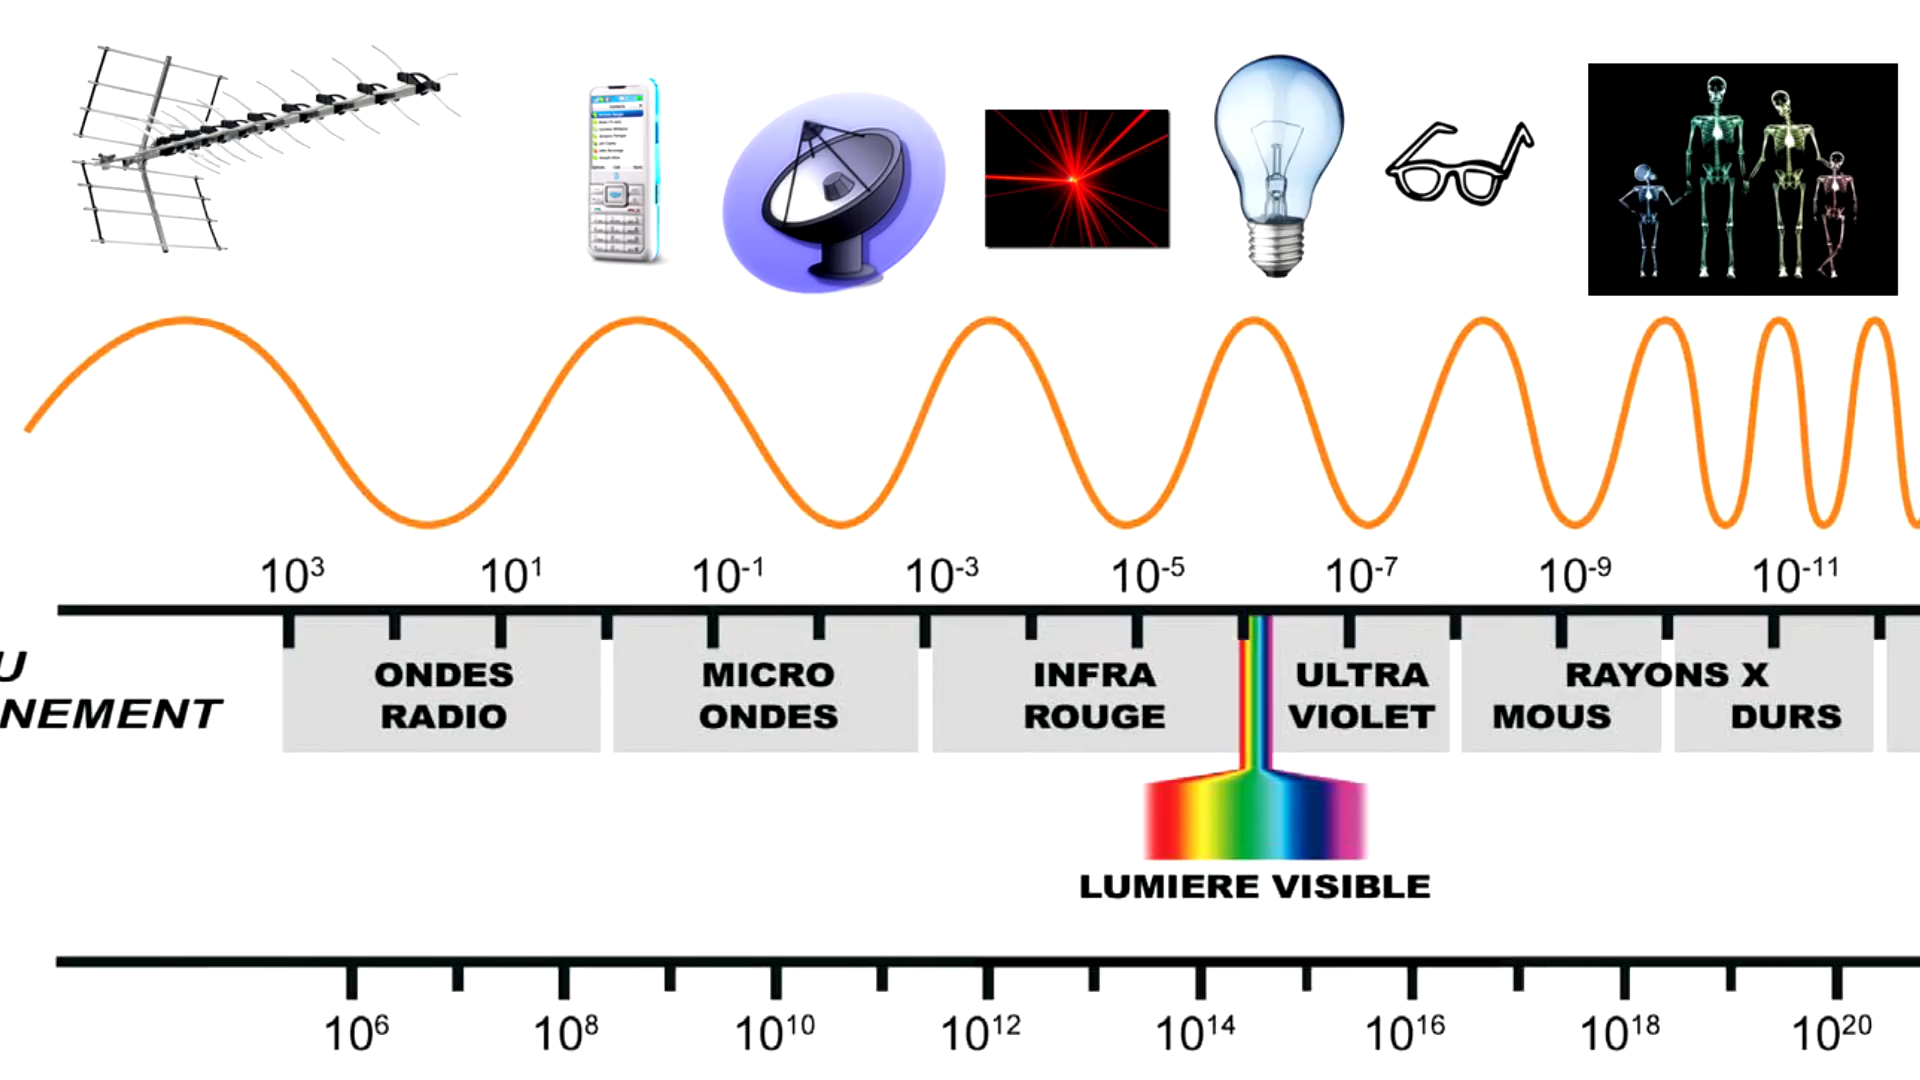 10³ 10¹ 10⁻¹ 10⁻³ 10⁻⁵ 10⁻⁷ 10⁻⁹ 10⁻¹¹
U
NEMENT
ONDES
RADIO
MICRO
ONDES
INFRA
ROUGE
ULTRA
VIOLET
RAYONS X
MOUS DURS
LUMIERE VISIBLE
10⁶ 10⁸ 10¹⁰ 10¹² 10¹⁴ 10¹⁶ 10¹⁸ 10²⁰